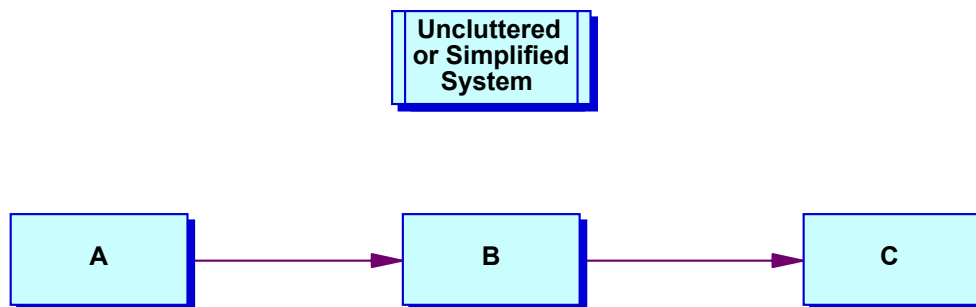 Uncluttered
or Simplified
System
A
B
C